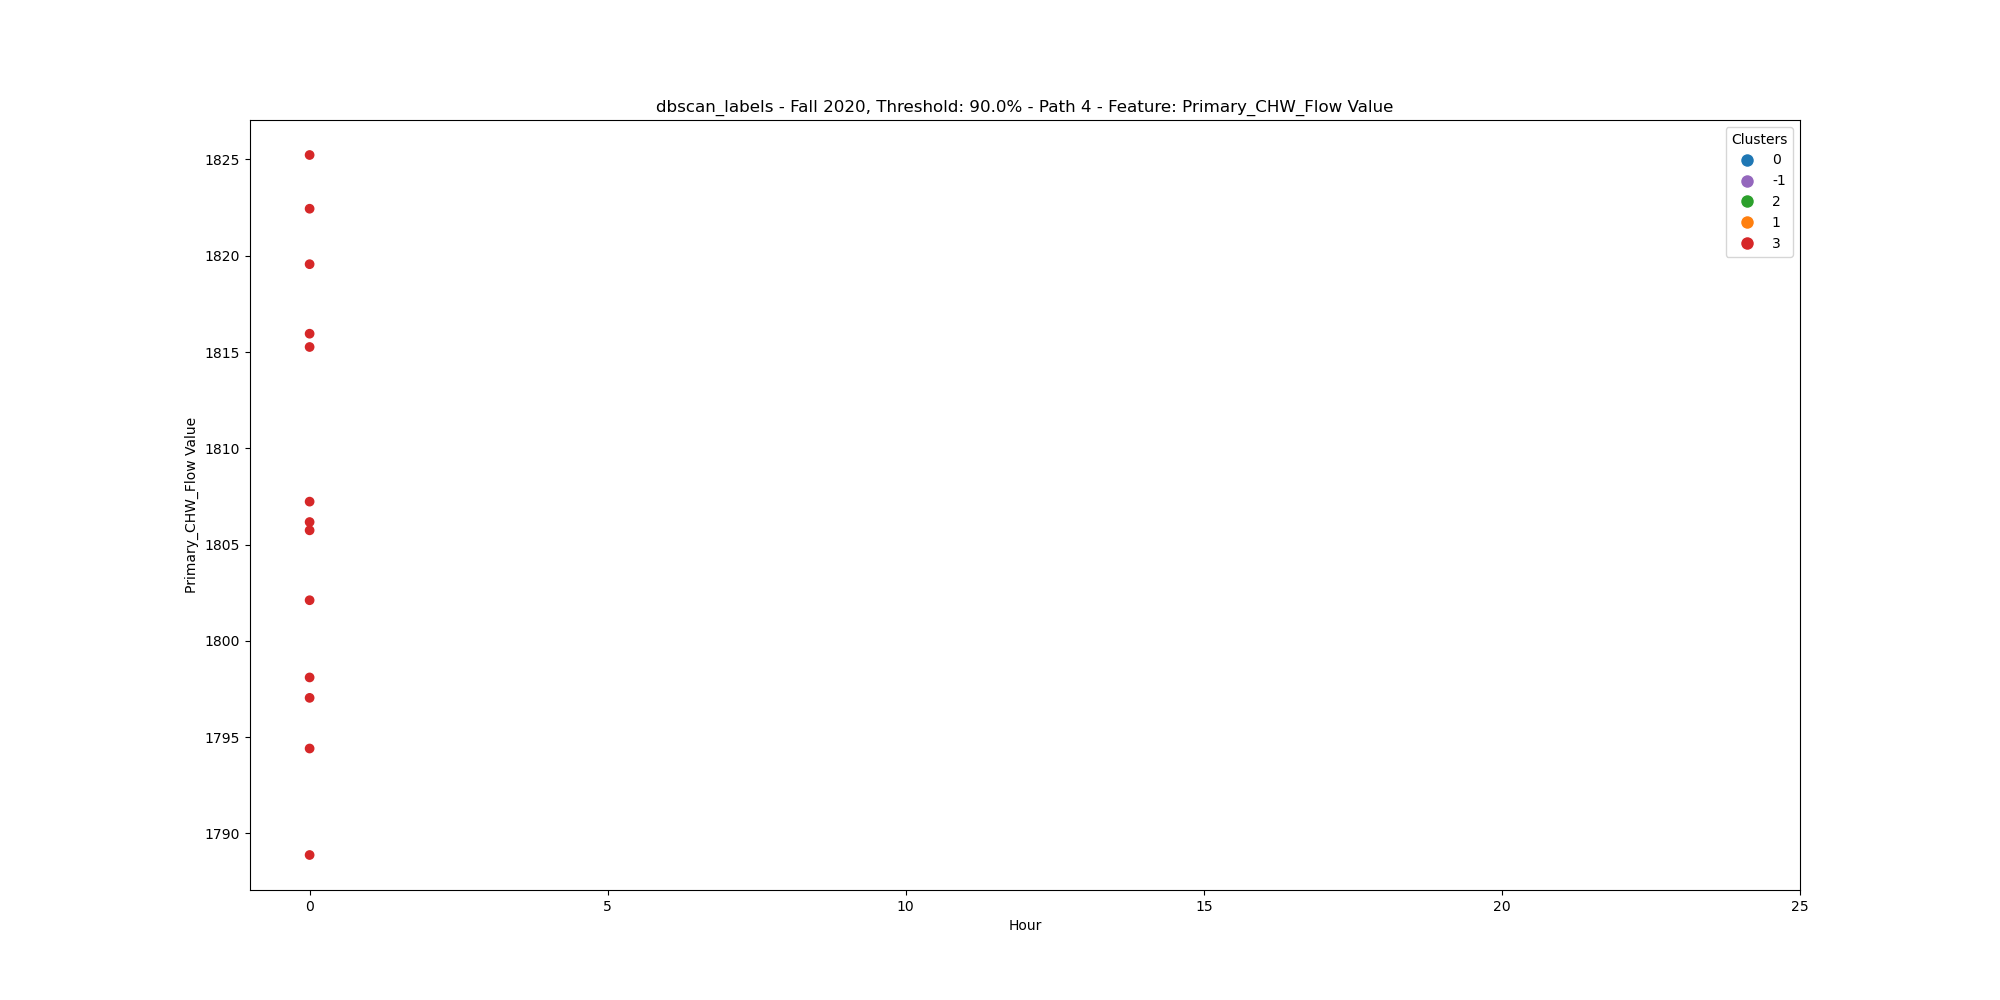 dbscan_labels - Fall 2020, Threshold: 90.0% - Path 4 - Feature: Primary_CHW_Flow Value
Clusters
0
-1
2
1
3
1825
1820
1815
1810
1805
1800
1795
1790
Primary_CHW_Flow Value
0 5 10 15 20 25
Hour